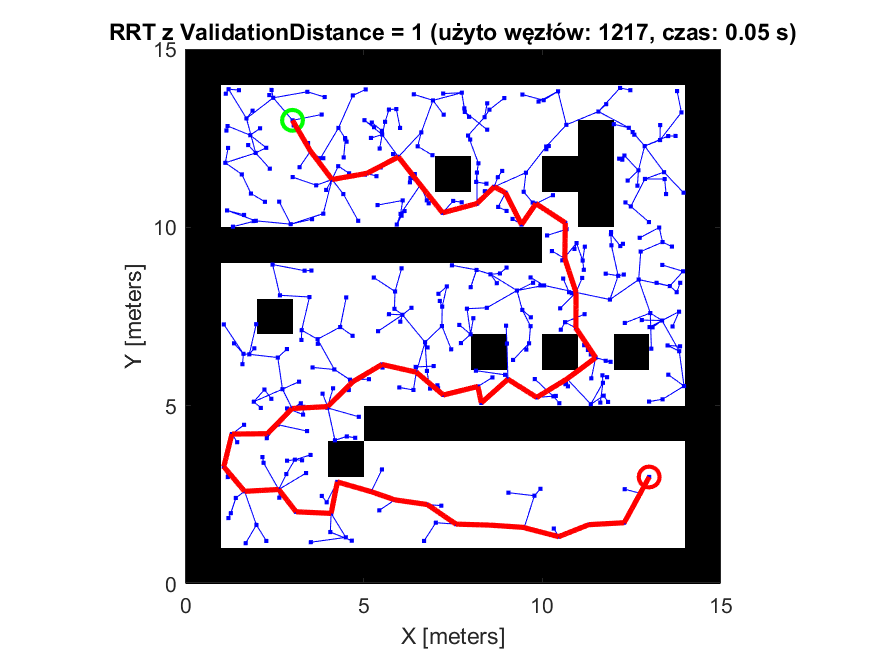 RRT z ValidationDistance = 1 (użyto węzłów: 1217, czas: 0.05 s)
15
10
5
0
Y [meters]
0 5 10 15
X [meters]